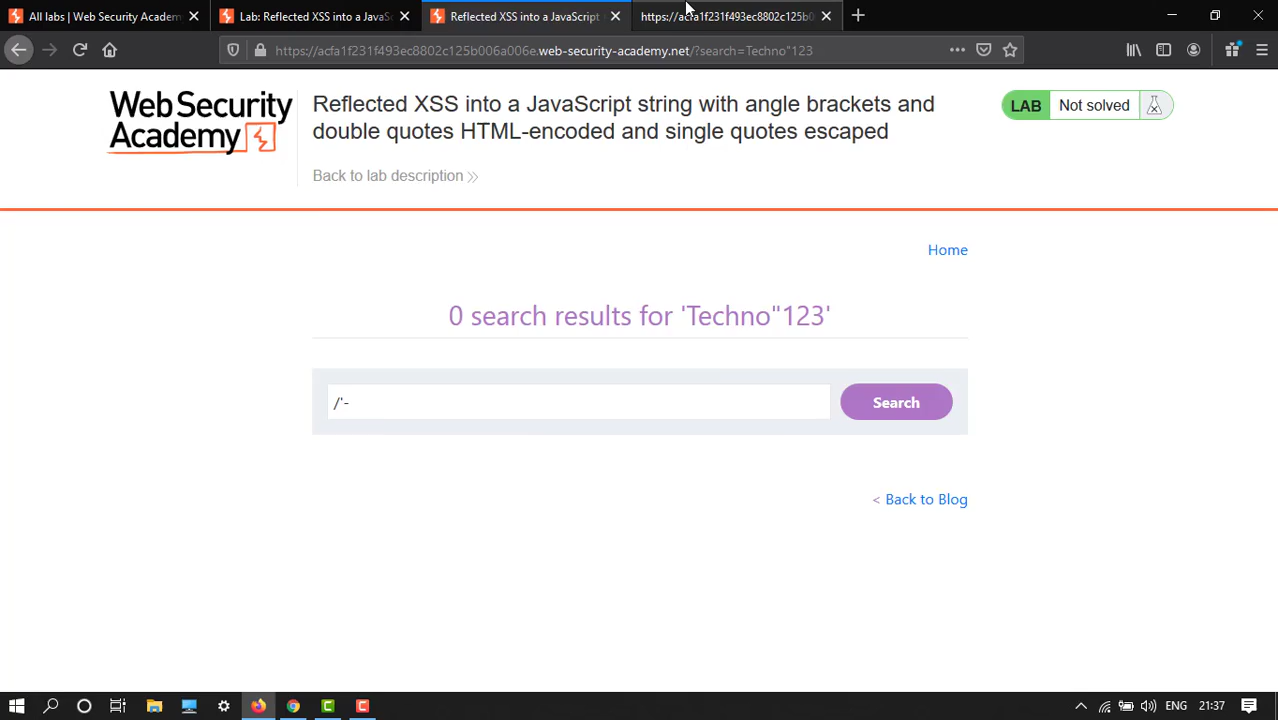 All labs | Web Security Academ
Lab: Reflected XSS into a JavaSc
Reflected XSS into a JavaScript
https://acfa1f231f493ec8802c125b0
https://acfa1f231f493ec8802c125b006a006e.web-security-academy.net/?search=Techno"123
Web Security
Academy
Reflected XSS into a JavaScript string with angle brackets and
double quotes HTML-encoded and single quotes escaped
LAB Not solved
Back to lab description
Home
0 search results for 'Techno"123'
/'-
Search
< Back to Blog
ENG 21:37